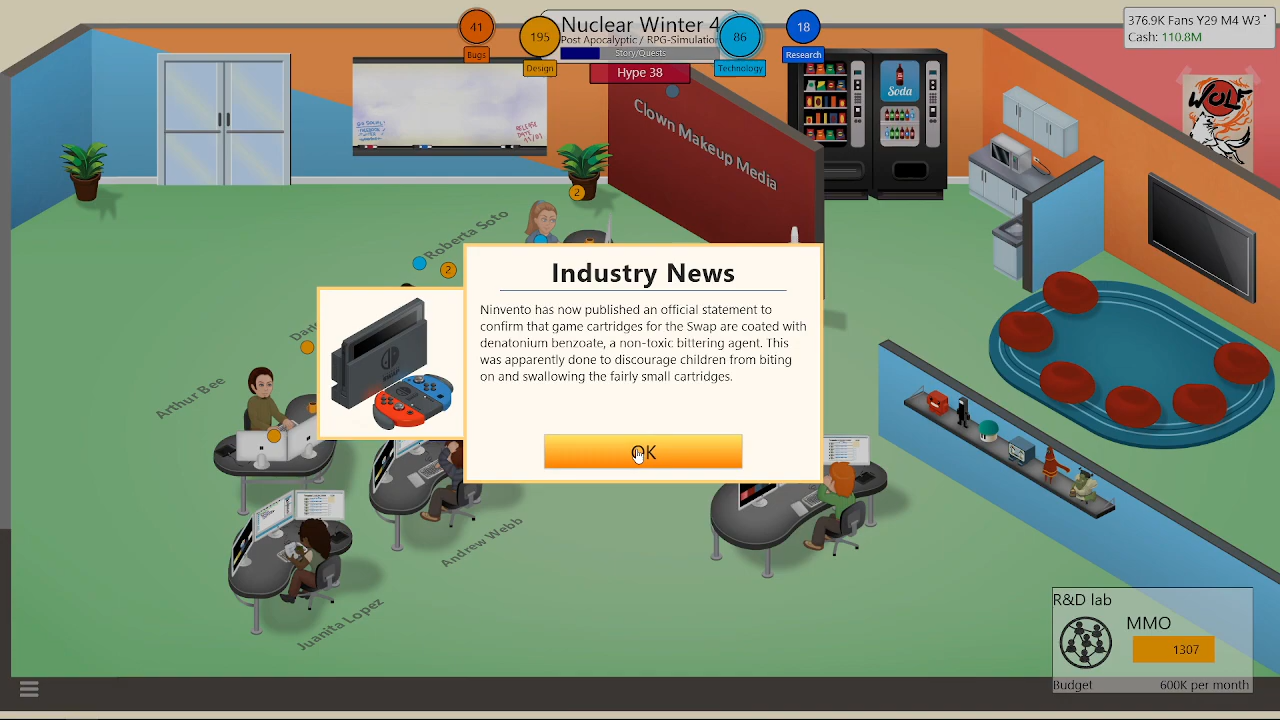 41
Bugs
195
Design
Nuclear Winter 4
Post Apocalyptic / RPG-Simulation
Story/Quests
Hype 38
86
Technology
18
Research
376.9K Fans Y29 M4 W3
Cash: 110.8M
Soda
WOLF
RELEASE
Clown Makeup Media
2
Roberta Soto
2
Arthur Bee
Industry News
Ninvento has now published an official statement to
confirm that game cartridges for the Swap are coated with
denatonium benzoate, a non-toxic bittering agent. This
was apparently done to discourage children from biting
on and swallowing the fairly small cartridges.
OK
SWAP
Andrew Webb
Juanita Lopez
R&D lab
MMO
1307
Budget
600K per month